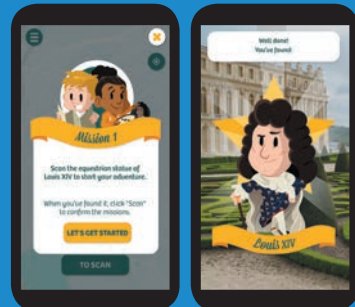 Mission 1
Scan the equestrian statue of
Louis XIV to start your adventure.
When you've found it, click "Scan"
to confirm the missions.
LET'S GET STARTED
TO SCAN
Well done!
You've found:
Louis XIV